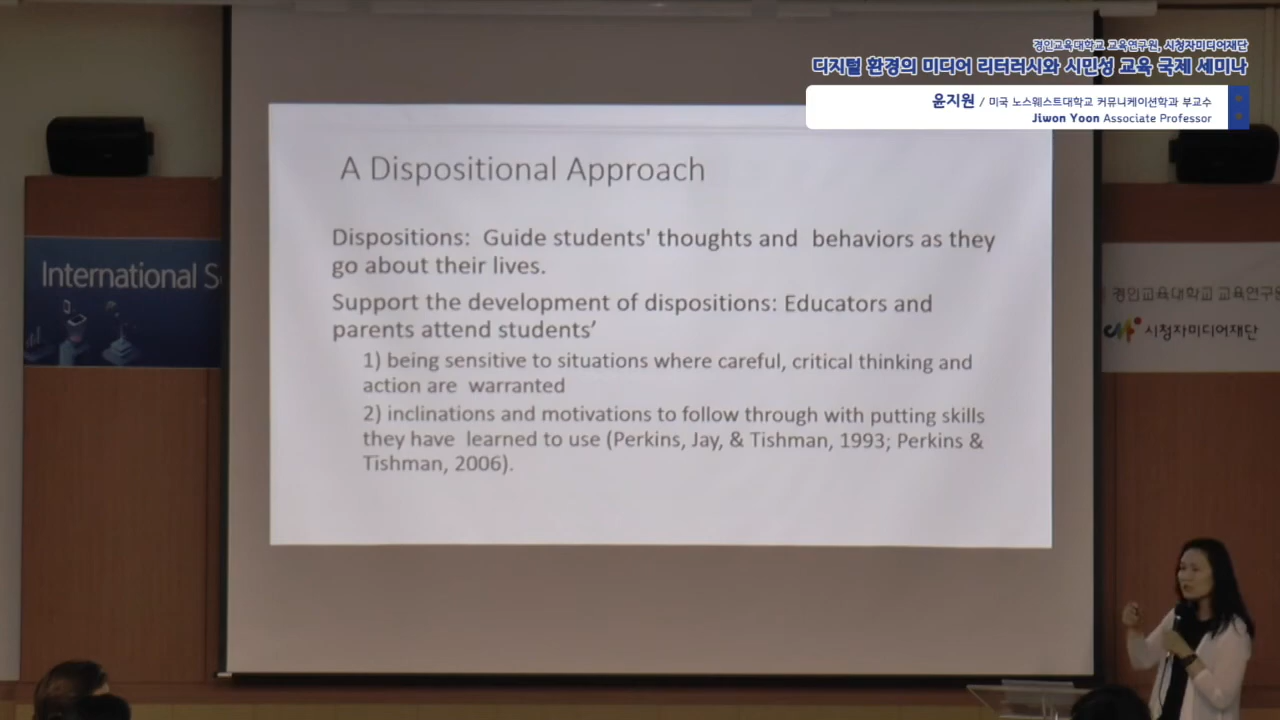 경인교육대학교 교육연구원, 시청자미디어재단
디지털 환경의 미디어 리터러시와 시민성 교육 국제 세미나
윤지원 / 미국 노스웨스트대학교 커뮤니케이션학과 부교수
Jiwon Yoon Associate Professor
A Dispositional Approach
Dispositions: Guide students' thoughts and behaviors as they
go about their lives.
Support the development of dispositions: Educators and
parents attend students’
1) being sensitive to situations where careful, critical thinking and
action are warranted
2) inclinations and motivations to follow through with putting skills
they have learned to use (Perkins, Jay, & Tishman, 1993; Perkins &
Tishman, 2006).
International S
경인교육대학교 교육연구원
시청자미디어재단